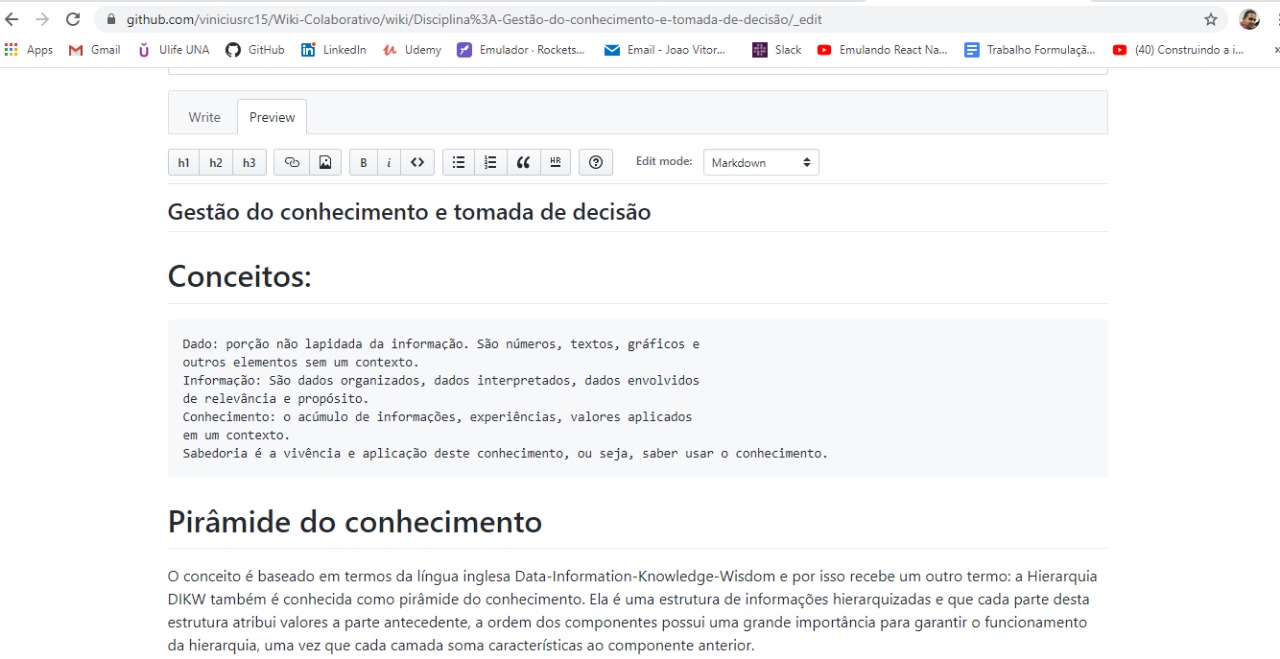 github.com/viniciusrc15/Wiki-Colaborativo/wiki/Disciplina%3A-Gestão-do-conhecimento-e-tomada-de-decisão/_edit
Apps Gmail Ulife UNA GitHub LinkedIn Udemy Emulador · Rockets... Email - Joao Vitor... Slack Emulando React Na... Trabalho Formulaçã... (40) Construindo a i... »
Write Preview
h1 h2 h3 B i <> HR Edit mode: Markdown
Gestão do conhecimento e tomada de decisão
Conceitos:
Dado: porção não lapidada da informação. São números, textos, gráficos e
outros elementos sem um contexto.
Informação: São dados organizados, dados interpretados, dados envolvidos
de relevância e propósito.
Conhecimento: o acúmulo de informações, experiências, valores aplicados
em um contexto.
Sabedoria é a vivência e aplicação deste conhecimento, ou seja, saber usar o conhecimento.
Pirâmide do conhecimento
O conceito é baseado em termos da língua inglesa Data-Information-Knowledge-Wisdom e por isso recebe um outro termo: a Hierarquia
DIKW também é conhecida como pirâmide do conhecimento. Ela é uma estrutura de informações hierarquizadas e que cada parte desta
estrutura atribui valores a parte antecedente, a ordem dos componentes possui uma grande importância para garantir o funcionamento
da hierarquia, uma vez que cada camada soma características ao componente anterior.